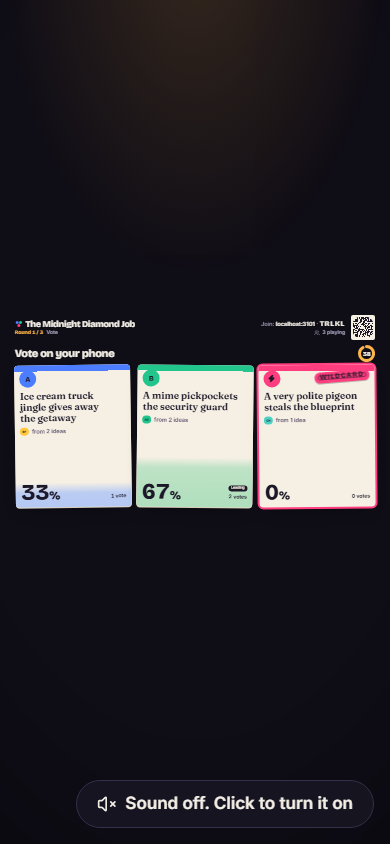 The Midnight Diamond Job
Round 1 / 3 Vote
Join: localhost:3101 · TRLKL
3 playing
Vote on your phone
38
A
Ice cream truck
jingle gives away
the getaway
from 2 ideas
33%
1 vote
B
A mime pickpockets
the security guard
from 2 ideas
67%
Leading
2 votes
WILDCARD
A very polite pigeon
steals the blueprint
from 1 idea
0%
0 votes
Sound off. Click to turn it on